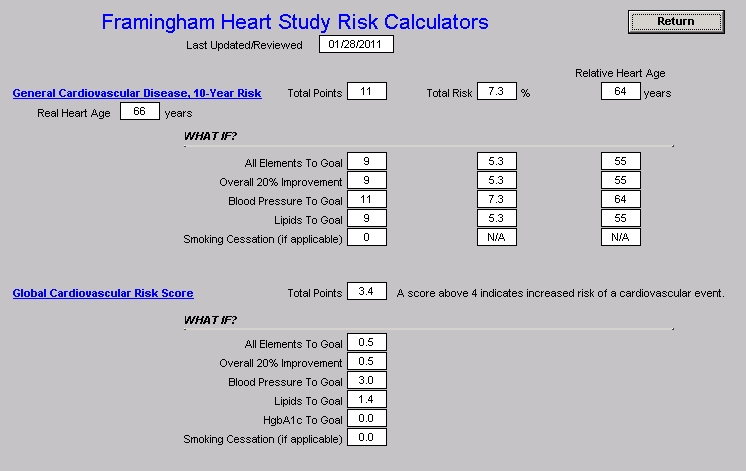 Framingham Heart Study Risk Calculators
Return
Last Updated/Reviewed 01/28/2011
Relative Heart Age
General Cardiovascular Disease, 10-Year Risk Total Points 11 Total Risk 7.3 % 64 years
Real Heart Age 66 years
WHAT IF?
All Elements To Goal 9 5.3 55
Overall 20% Improvement 9 5.3 55
Blood Pressure To Goal 11 7.3 64
Lipids To Goal 9 5.3 55
Smoking Cessation (if applicable) 0 N/A N/A
Global Cardiovascular Risk Score Total Points 3.4 A score above 4 indicates increased risk of a cardiovascular event.
WHAT IF?
All Elements To Goal 0.5
Overall 20% Improvement 0.5
Blood Pressure To Goal 3.0
Lipids To Goal 1.4
HgbA1c To Goal 0.0
Smoking Cessation (if applicable) 0.0